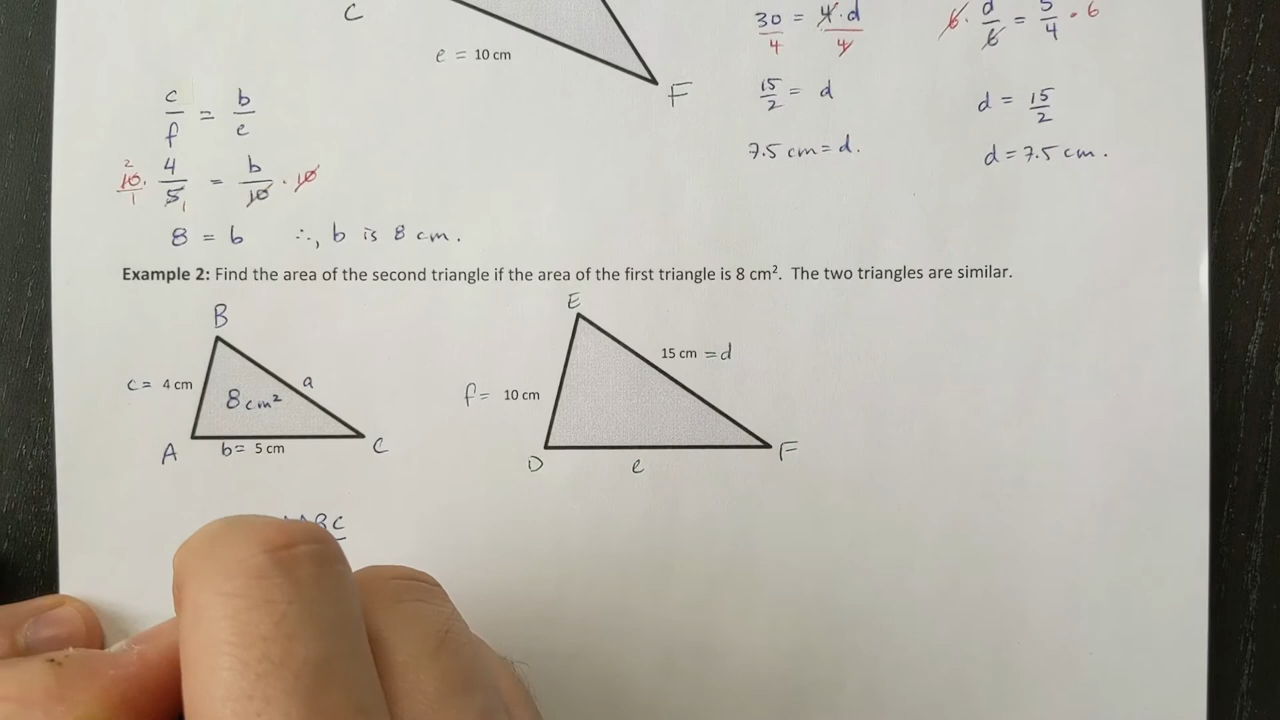 C
e = 10 cm
F
c/f = b/e
2 10/1 · 4/5 1 = b/10 · 10
8 = b ∴, b is 8 cm.
30/4 = 4·d/4
15/2 = d
7.5 cm = d.
6 · d/6 = 5/4 · 6
d = 15/2
d = 7.5 cm.
Example 2: Find the area of the second triangle if the area of the first triangle is 8 cm². The two triangles are similar.
B
c = 4 cm
a
8 cm²
A
b = 5 cm
C
E
15 cm = d
f = 10 cm
D
e
F
ABC